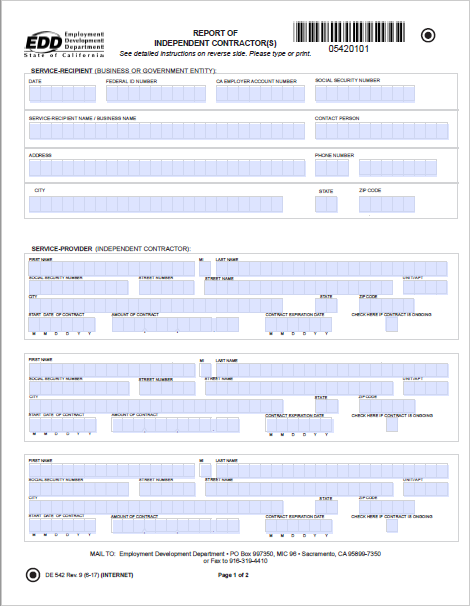 EDD Employment
Development
Department
State of California
REPORT OF
INDEPENDENT CONTRACTOR(S)
See detailed instructions on reverse side. Please type or print.
05420101
SERVICE-RECIPIENT (BUSINESS OR GOVERNMENT ENTITY):
DATE FEDERAL ID NUMBER CA EMPLOYER ACCOUNT NUMBER SOCIAL SECURITY NUMBER
SERVICE-RECIPIENT NAME / BUSINESS NAME CONTACT PERSON
ADDRESS PHONE NUMBER
CITY STATE ZIP CODE
SERVICE-PROVIDER (INDEPENDENT CONTRACTOR):
FIRST NAME MI LAST NAME
SOCIAL SECURITY NUMBER STREET NUMBER STREET NAME UNIT/APT
CITY STATE ZIP CODE
START DATE OF CONTRACT AMOUNT OF CONTRACT CONTRACT EXPIRATION DATE CHECK HERE IF CONTRACT IS ONGOING
M M D D Y Y M M D D Y Y
FIRST NAME MI LAST NAME
SOCIAL SECURITY NUMBER STREET NUMBER STREET NAME UNIT/APT
CITY STATE ZIP CODE
START DATE OF CONTRACT AMOUNT OF CONTRACT CONTRACT EXPIRATION DATE CHECK HERE IF CONTRACT IS ONGOING
M M D D Y Y M M D D Y Y
FIRST NAME MI LAST NAME
SOCIAL SECURITY NUMBER STREET NUMBER STREET NAME UNIT/APT
CITY STATE ZIP CODE
START DATE OF CONTRACT AMOUNT OF CONTRACT CONTRACT EXPIRATION DATE CHECK HERE IF CONTRACT IS ONGOING
M M D D Y Y M M D D Y Y
MAIL TO: Employment Development Department • PO Box 997350, MIC 96 • Sacramento, CA 95899-7350
or Fax to 916-319-4410
DE 542 Rev. 9 (6-17) (INTERNET) Page 1 of 2